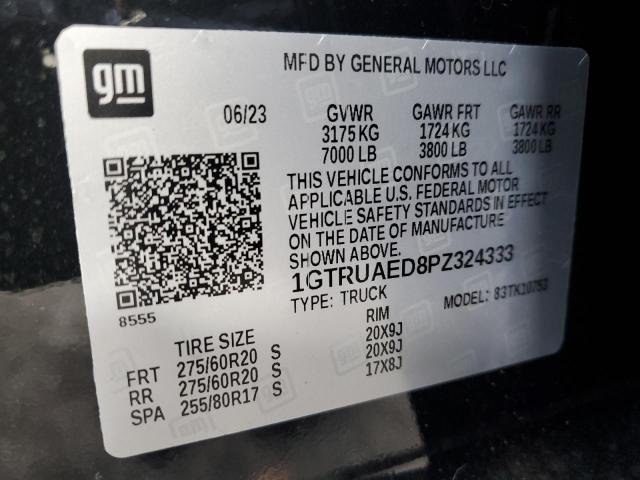 gm
MFD BY GENERAL MOTORS LLC
06/23 GVWR GAWR FRT GAWR RR
3175 KG 1724 KG 1724 KG
7000 LB 3800 LB 3800 LB
THIS VEHICLE CONFORMS TO ALL
APPLICABLE U.S. FEDERAL MOTOR
VEHICLE SAFETY STANDARDS IN EFFECT
ON THE DATE OF MANUFACTURE
SHOWN ABOVE.
1GTRUAED8PZ324333
TYPE: TRUCK MODEL: 83TK10753
8555
TIRE SIZE RIM
FRT 275/60R20 S 20X9J
RR 275/60R20 S 20X9J
SPA 255/80R17 S 17X8J